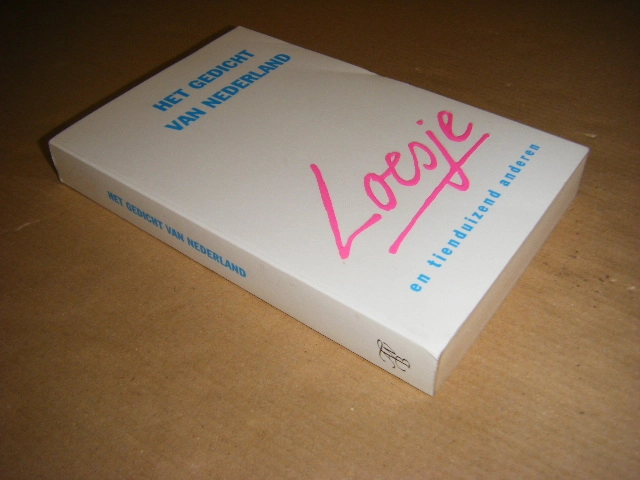 HET GEDICHT
VAN NEDERLAND
Loesje
en tienduizend anderen
HET GEDICHT VAN NEDERLAND